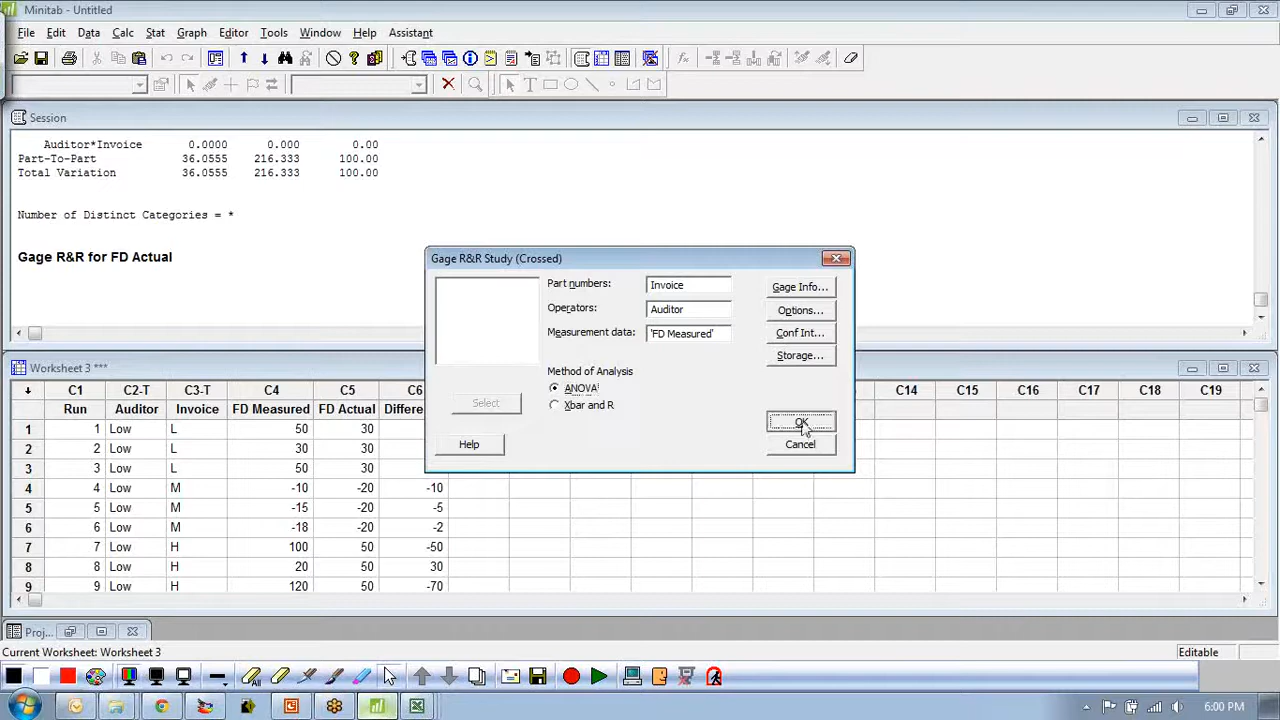 Minitab - Untitled
File Edit Data Calc Stat Graph Editor Tools Window Help Assistant
Session
Auditor*Invoice 0.0000 0.000 0.00
Part-To-Part 36.0555 216.333 100.00
Total Variation 36.0555 216.333 100.00
Number of Distinct Categories = *
Gage R&R for FD Actual
Gage R&R Study (Crossed)
Part numbers: Invoice
Operators: Auditor
Measurement data: 'FD Measured'
Method of Analysis
ANOVA
Xbar and R
Select
Help
Gage Info...
Options...
Conf Int...
Storage...
OK
Cancel
Worksheet 3 ***
C1 C2-T C3-T C4 C5 C6 C14 C15 C16 C17 C18 C19
Run Auditor Invoice FD Measured FD Actual Differe
1 1 Low L 50 30
2 2 Low L 30 30
3 3 Low L 50 30
4 4 Low M -10 -20 -10
5 5 Low M -15 -20 -5
6 6 Low M -18 -20 -2
7 7 Low H 100 50 -50
8 8 Low H 20 50 30
9 9 Low H 120 50 -70
Proj...
Current Worksheet: Worksheet 3
Editable
6:00 PM